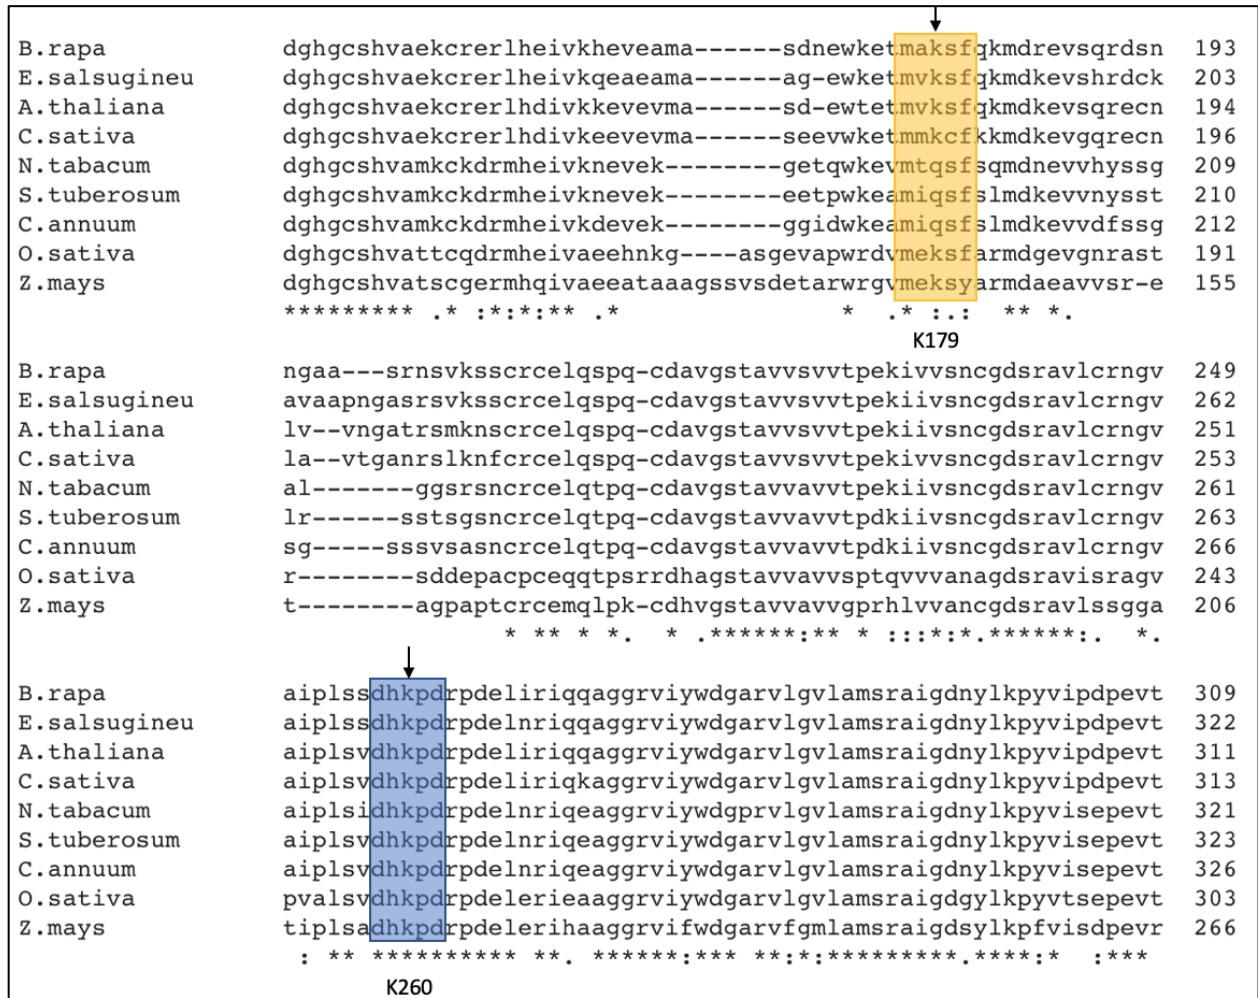 B.rapa dghgcshvaekcrerlheivkheveama------sdnewketmaksfqkmdrevsqrdsn 193
E.salsugineu dghgcshvaekcrerlheivkqeaeama------ag-ewketmvksfqkmdkevshrdck 203
A.thaliana dghgcshvaekcrerlhdivkkevevma------sd-ewtetmvksfqkmdkevsqrecn 194
C.sativa dghgcshvaekcrerlhdivkeevevma------seevwketmmkcfkkmdkevgqrecn 196
N.tabacum dghgcshvamkckdrmheivknevek--------getqwkevmtqsfsqmdnevvhyssg 209
S.tuberosum dghgcshvamkckdrmheivknevek--------eetpwkeamiqsfslmdkevvnysst 210
C.annuum dghgcshvamkckdrmheivkdevek--------ggidwkeamiqsfslmdkevvdfssg 212
O.sativa dghgcshvattcqdrmheivaeehnkg----asgevapwrdvmeksfarmdgevgnrast 191
Z.mays dghgcshvatscgermhqivaeeataaagssvsdetarwrgvmeksyarmdaeavvsr-e 155
********* .* :*:*:** .* * .* :.: ** *.
K179
B.rapa ngaa---srnsvksscrcelqspq-cdavgstavvsvvtpekivvsncgdsravlcrngv 249
E.salsugineu avaapngasrsvksscrcelqspq-cdavgstavvsvvtpekiivsncgdsravlcrngv 262
A.thaliana lv--vngatrsmknscrcelqspq-cdavgstavvsvvtpekiivsncgdsravlcrngv 251
C.sativa la--vtganrslknfcrcelqspq-cdavgstavvsvvtpekiivsncgdsravlcrngv 253
N.tabacum al-------ggsrsncrcelqtpq-cdavgstavvavvtpekiivsncgdsravlcrngv 261
S.tuberosum lr------sstsgsncrcelqtpq-cdavgstavvavvtpdkiivsncgdsravlcrngv 263
C.annuum sg------sssvsasncrcelqtpq-cdavgstavvavvtpdkiivsncgdsravlcrngv 266
O.sativa r--------sddepacpceqqtpsrrdhagstavvavvsptqvvvanagdsravisragv 243
Z.mays t--------agpaptcrcemqlpk-cdhvgstavvavvgprhlvvancgdsravlssgga 206
* ** * *. * .******:** * :::*:*.******:. *.
B.rapa aiplssdhkpdrpdeliriqqaggrviywdgarvlgvlamsraigdnylkpyvipdpevt 309
E.salsugineu aiplssdhkpdrpdelnriqqaggrviywdgarvlgvlamsraigdnylkpyvipdpevt 322
A.thaliana aiplsvdhkpdrpdeliriqqaggrviywdgarvlgvlamsraigdnylkpyvipdpevt 311
C.sativa aiplsvdhkpdrpdeliriqkaggrviywdgarvlgvlamsraigdnylkpyvipdpevt 313
N.tabacum aiplsidhkpdrpdelnriqeaggrviywdgprvlgvlamsraigdnylkpyvisepevt 321
S.tuberosum aiplsvdhkpdrpdelnriqeaggrviywdgarvlgvlamsraigdnylkpyvisepevt 323
C.annuum aiplsvdhkpdrpdelnriqeaggrviywdgarvlgvlamsraigdnylkpyvisepevt 326
O.sativa pvalsvdhkpdrpdelerieaaggrviywdgarvlgvlamsraigdgylkpyvtsepevt 303
Z.mays tiplsadhkpdrpdelerihaaggrvifwdgarvfgmlamsraigdsylkpfvisdpevr 266
: ** ********** **. ******:*** **:*:*********.****:* :***
K260